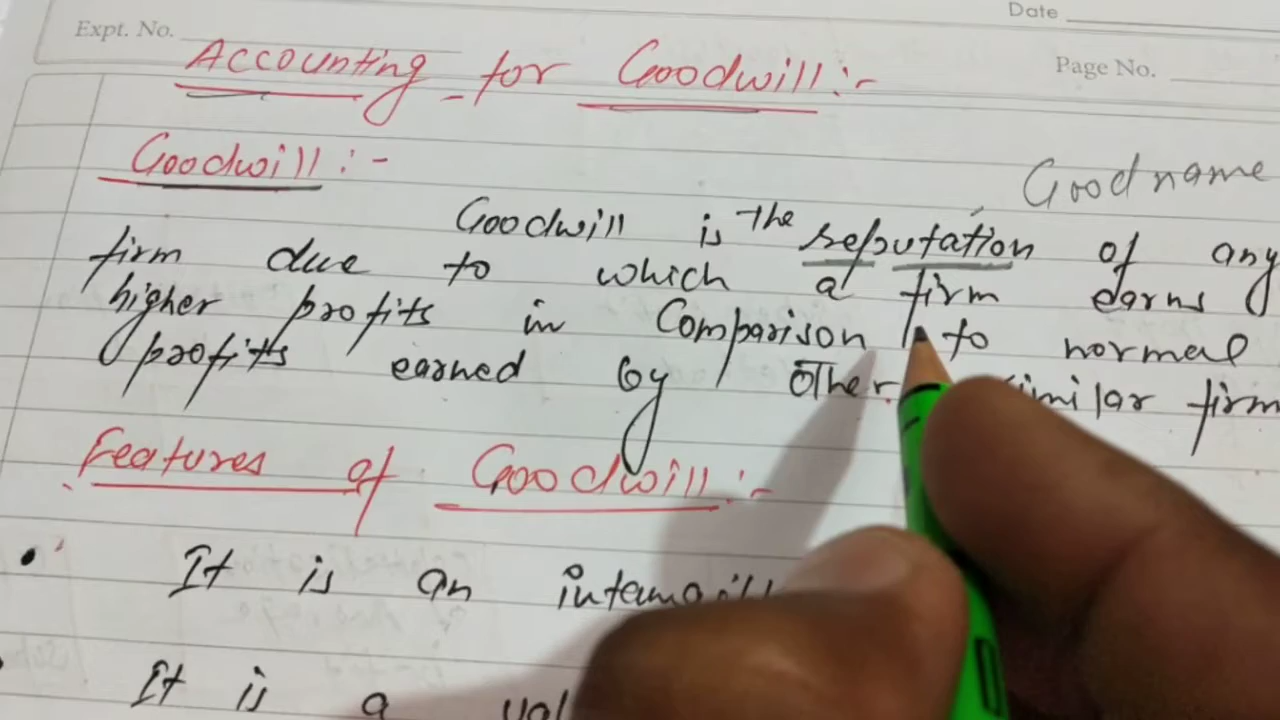 Date
Expt. No.
Page No.
Accounting for Goodwill :-
Goodwill :-
Good name
Goodwill is the reputation of any
firm due to which a firm earns
higher profits in Comparison to normal
profits earned by other similar firm
Features of Goodwill :-
It is an
It is a